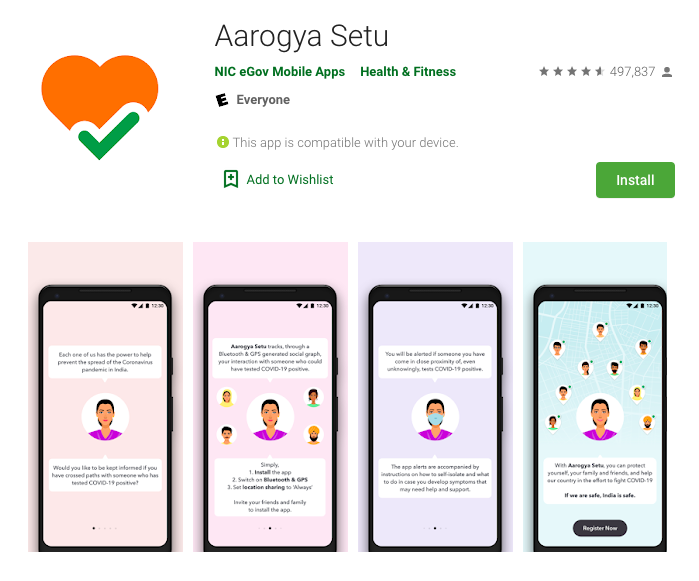 Aarogya Setu
NIC eGov Mobile Apps Health & Fitness
497,837
E Everyone
This app is compatible with your device.
Add to Wishlist
Install
12:30
Each one of us has the power to help
prevent the spread of the Coronavirus
pandemic in India.
Would you like to be kept informed if you
have crossed paths with someone who has
tested COVID-19 positive?
12:30
Aarogya Setu tracks, through a
Bluetooth & GPS generated social graph,
your interaction with someone who could
have tested COVID-19 positive.
Simply,
1. Install the app
2. Switch on Bluetooth & GPS
3. Set location sharing to 'Always'
Invite your friends and family
to install the app.
12:30
You will be alerted if someone you have
come in close proximity of, even
unknowingly, tests COVID-19 positive.
The app alerts are accompanied by
instructions on how to self-isolate and what
to do in case you develop symptoms that
may need help and support.
12:30
With Aarogya Setu, you can protect
yourself, your family and friends, and help
our country in the effort to fight COVID-19
If we are safe, India is safe.
Register Now